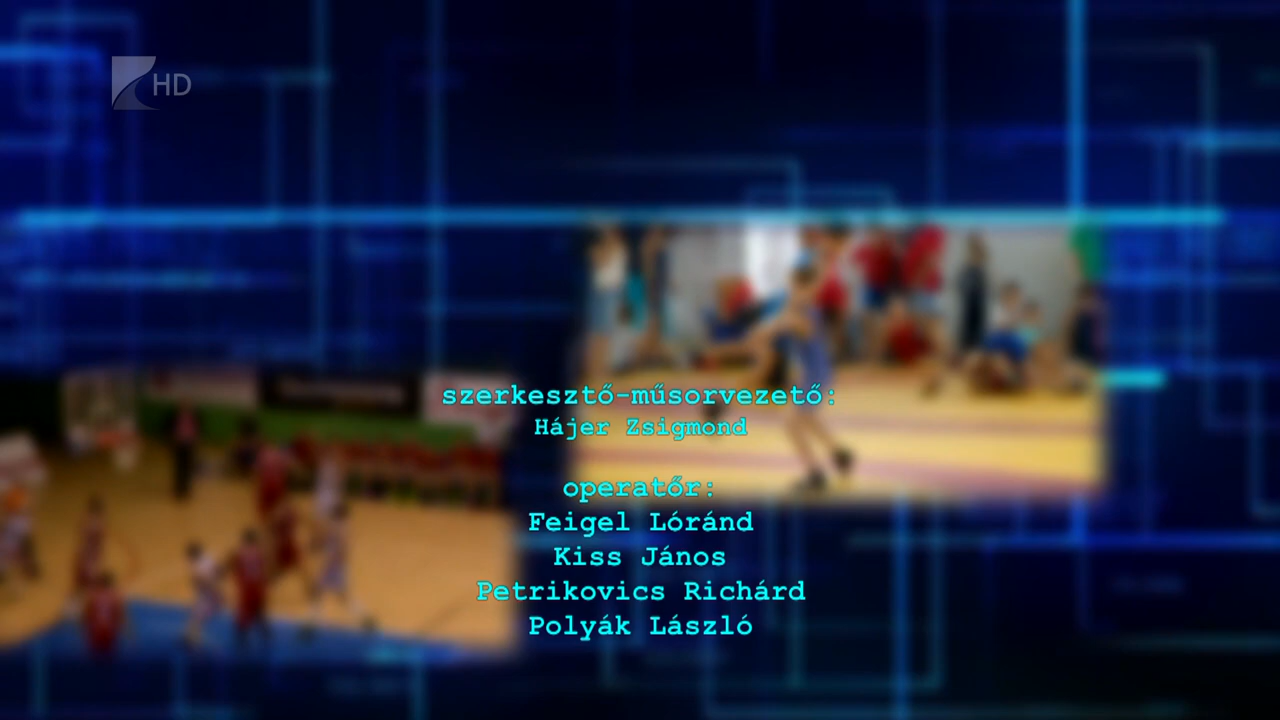 HD
szerkesztő-műsorvezető:
Hájer Zsigmond
operatőr:
Feigel Lóránd
Kiss János
Petrikovics Richárd
Polyák László